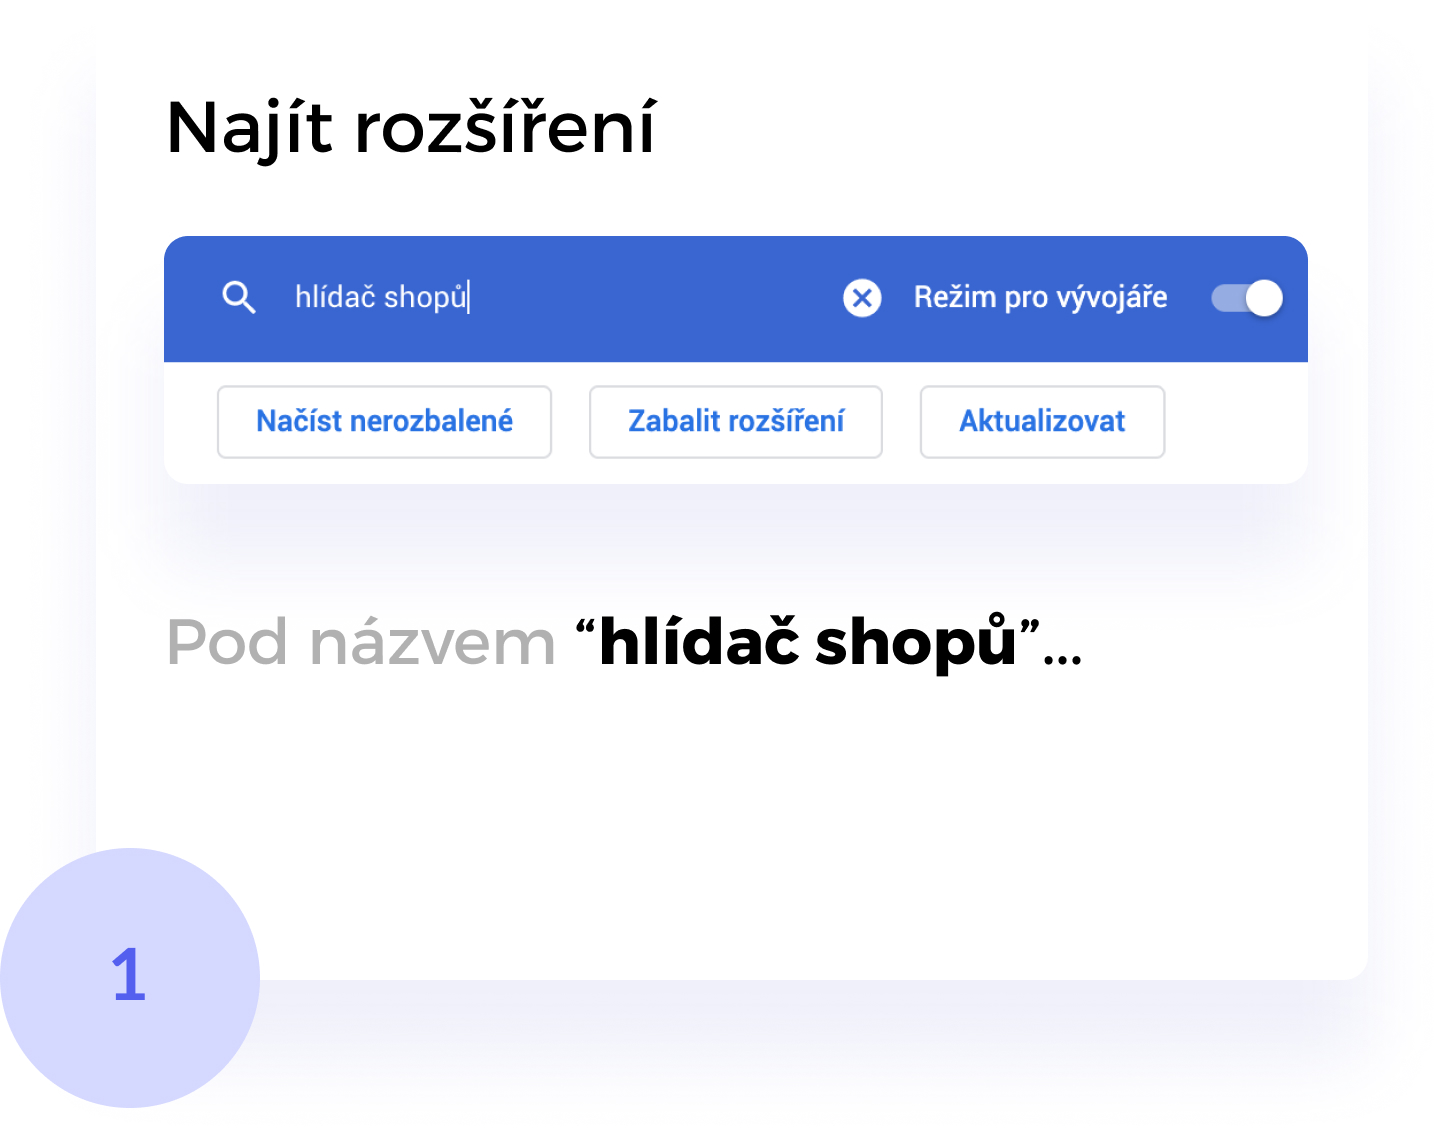 Najít rozšíření
hlídač shopů
Režim pro vývojáře
Načíst nerozbalené
Zabalit rozšíření
Aktualizovat
Pod názvem “hlídač shopů”...
1